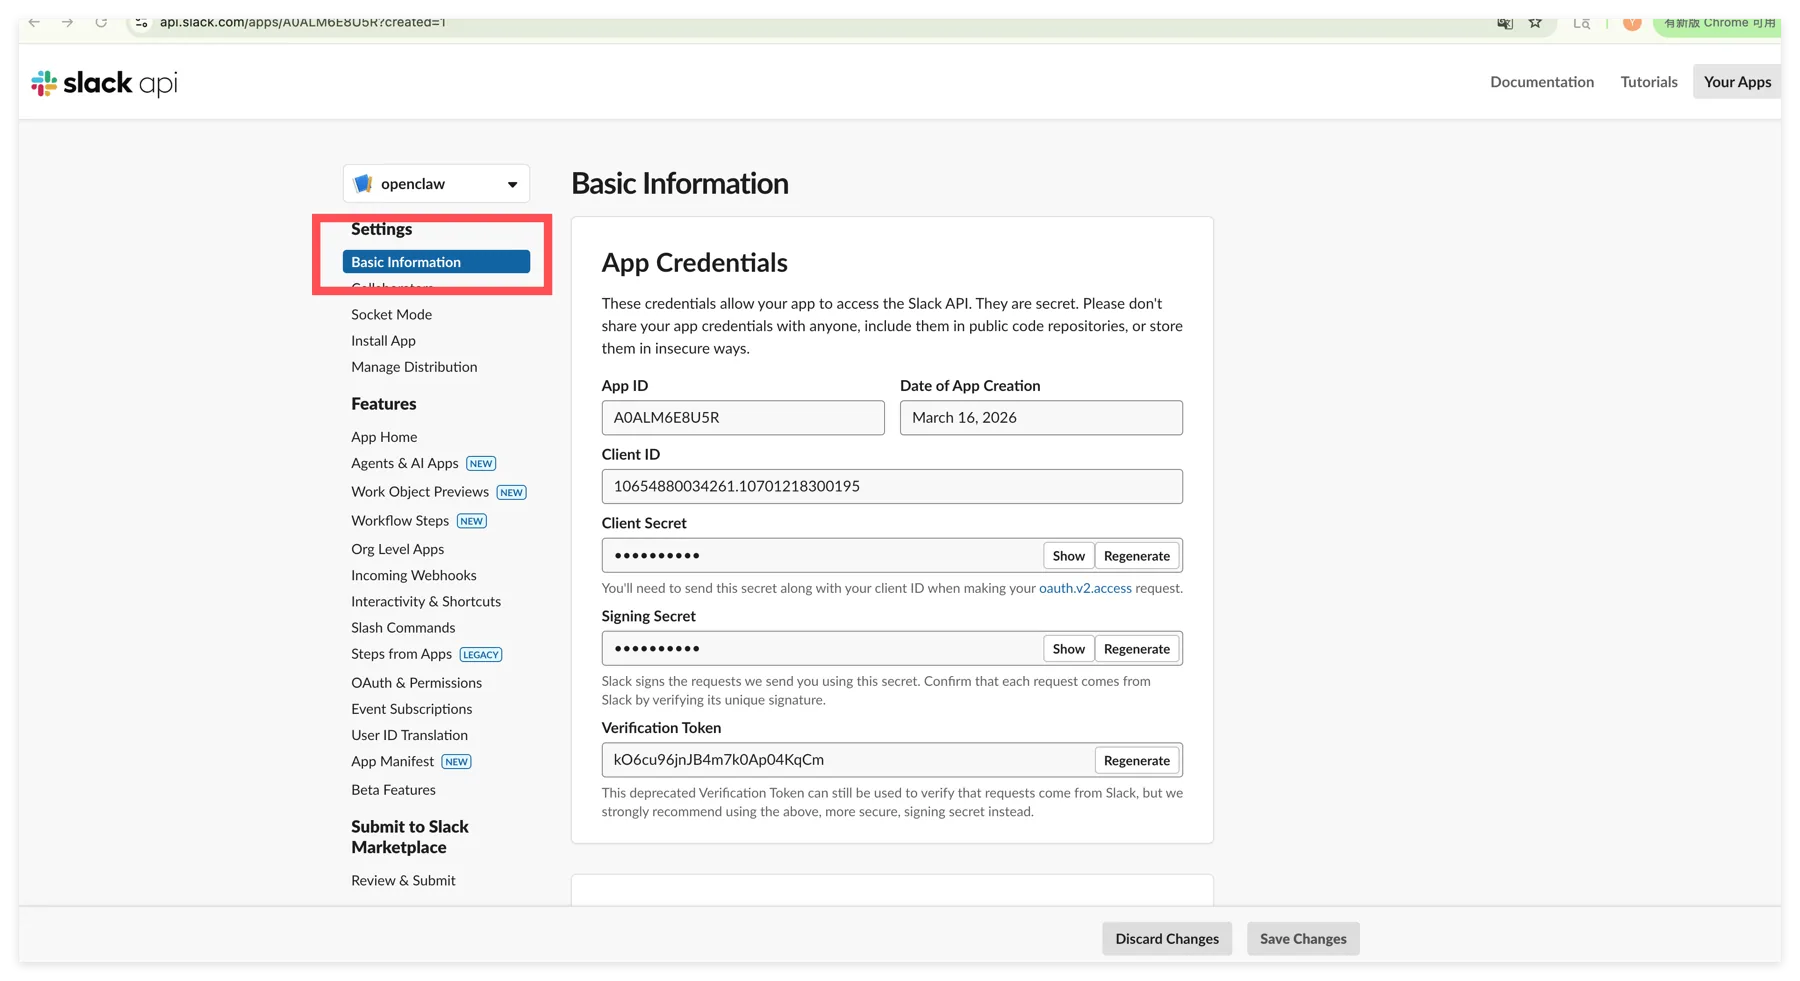 api.slack.com/apps/A0ALM6E8U5R?created=1
有新版 Chrome 可用
slack api
Documentation
Tutorials
Your Apps
openclaw
Settings
Basic Information
Collaborators
Socket Mode
Install App
Manage Distribution
Features
App Home
Agents & AI Apps NEW
Work Object Previews NEW
Workflow Steps NEW
Org Level Apps
Incoming Webhooks
Interactivity & Shortcuts
Slash Commands
Steps from Apps LEGACY
OAuth & Permissions
Event Subscriptions
User ID Translation
App Manifest NEW
Beta Features
Submit to Slack
Marketplace
Review & Submit
Basic Information
App Credentials
These credentials allow your app to access the Slack API. They are secret. Please don't
share your app credentials with anyone, include them in public code repositories, or store
them in insecure ways.
App ID
A0ALM6E8U5R
Date of App Creation
March 16, 2026
Client ID
10654880034261.10701218300195
Client Secret
••••••••••
Show
Regenerate
You'll need to send this secret along with your client ID when making your oauth.v2.access request.
Signing Secret
••••••••••
Show
Regenerate
Slack signs the requests we send you using this secret. Confirm that each request comes from
Slack by verifying its unique signature.
Verification Token
kO6cu96jnJB4m7k0Ap04KqCm
Regenerate
This deprecated Verification Token can still be used to verify that requests come from Slack, but we
strongly recommend using the above, more secure, signing secret instead.
Discard Changes
Save Changes